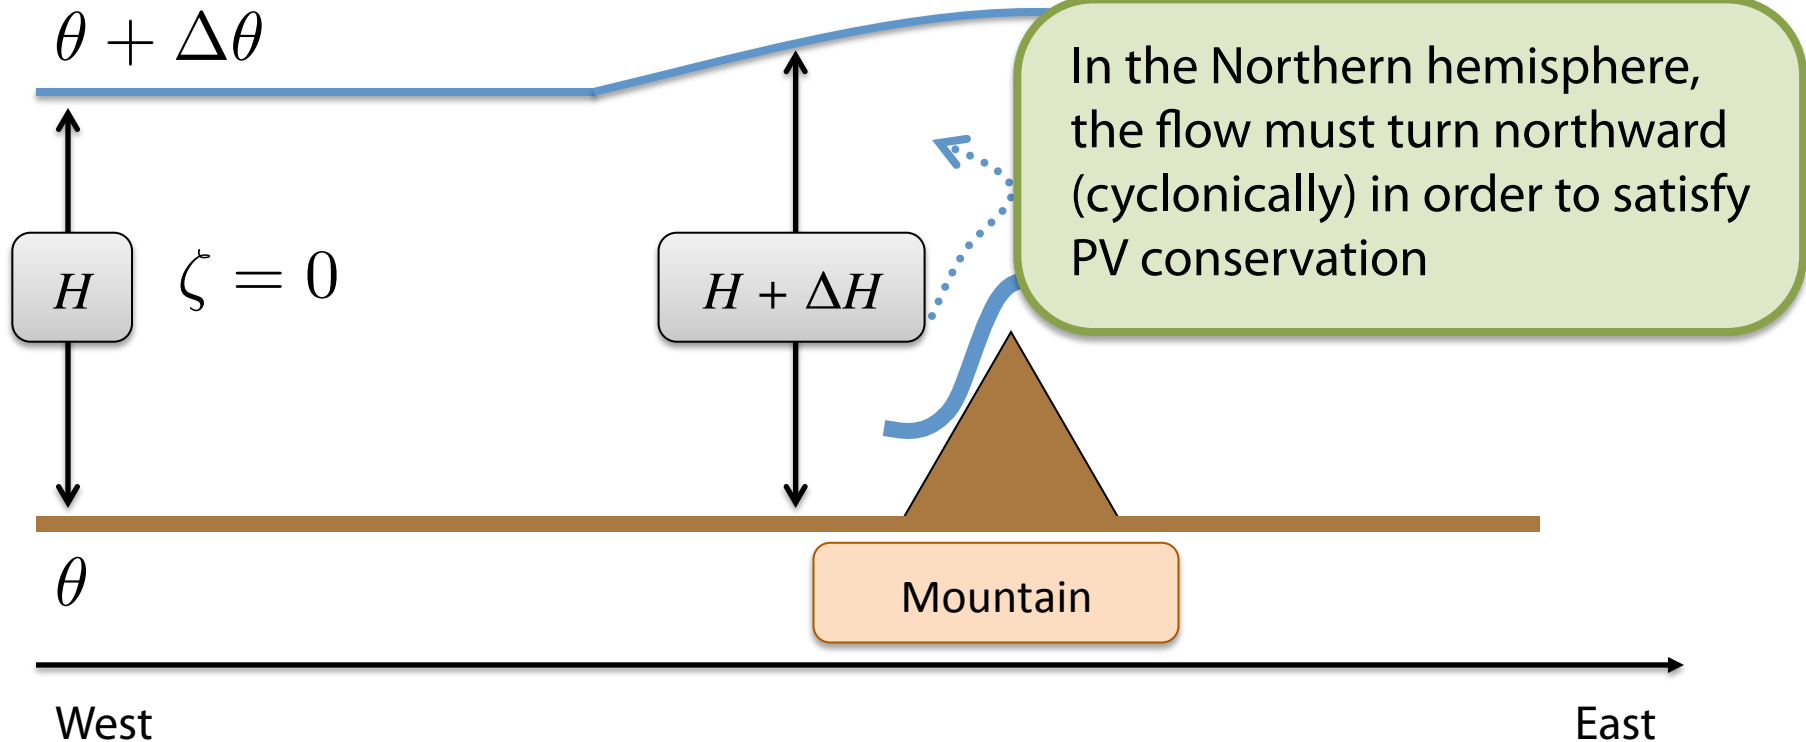 θ + Δθ
In the Northern hemisphere,
the flow must turn northward
(cyclonically) in order to satisfy
PV conservation
H
ζ = 0
H + ΔH
θ
Mountain
West
East